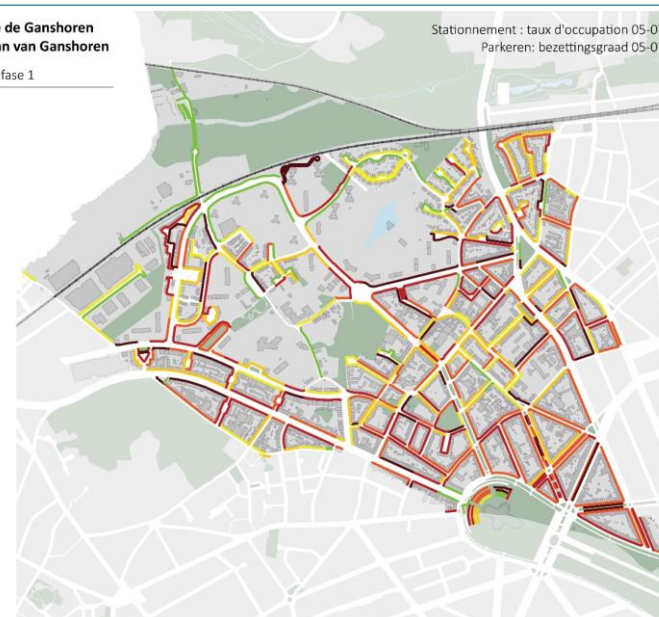 de Ganshoren
an van Ganshoren
fase 1
Stationnement : taux d'occupation 05-0
Parkeren: bezettingsgraad 05-0